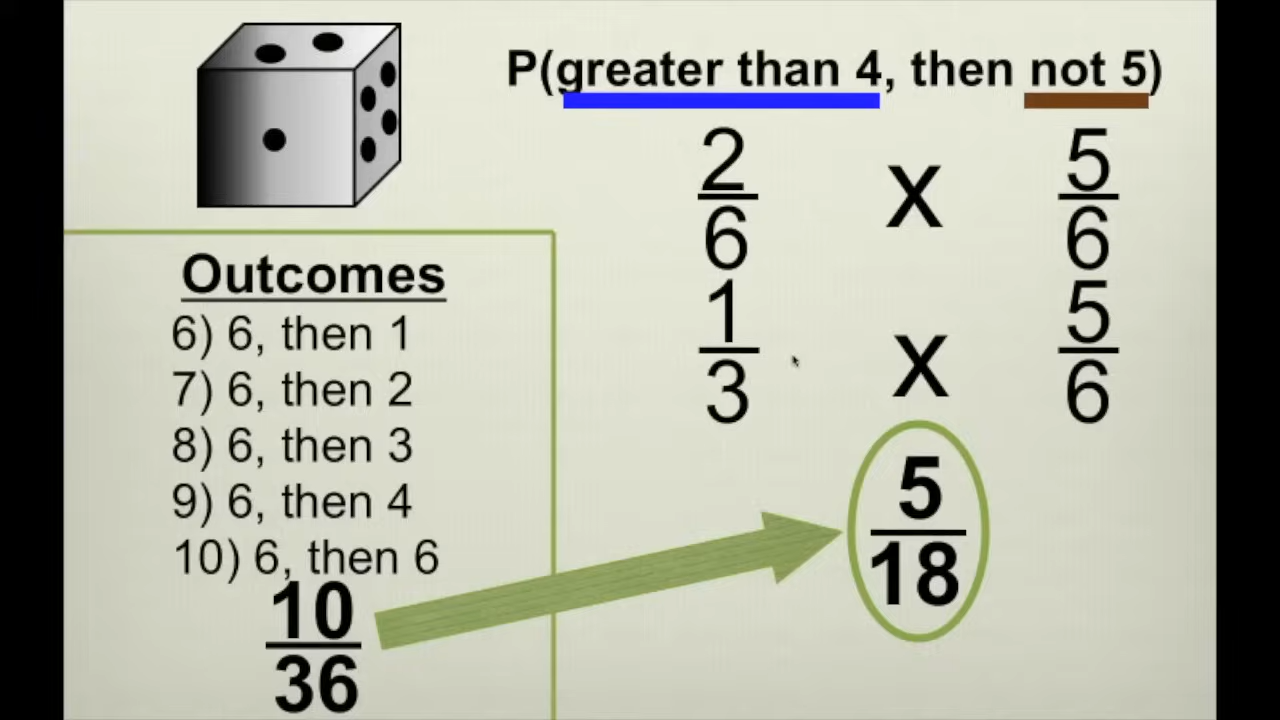 P(greater than 4, then not 5)
2/6 X 5/6
1/3 X 5/6
5/18
Outcomes
6) 6, then 1
7) 6, then 2
8) 6, then 3
9) 6, then 4
10) 6, then 6
10/36